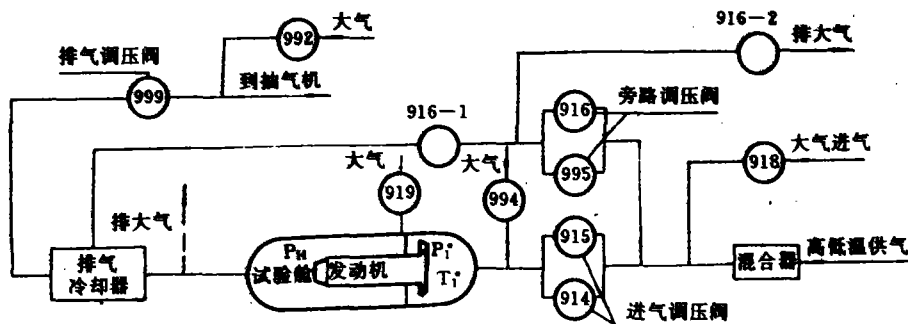 916-2
992
大气
排大气
排气调压阀
到抽气机
999
916-1
916
旁路调压阀
大气
大气
995
918
大气进气
919
994
排大气
915
P_H
P₁*
排气
冷却器
试验舱
发动机
T₁*
914
混合器
高低温供气
进气调压阀